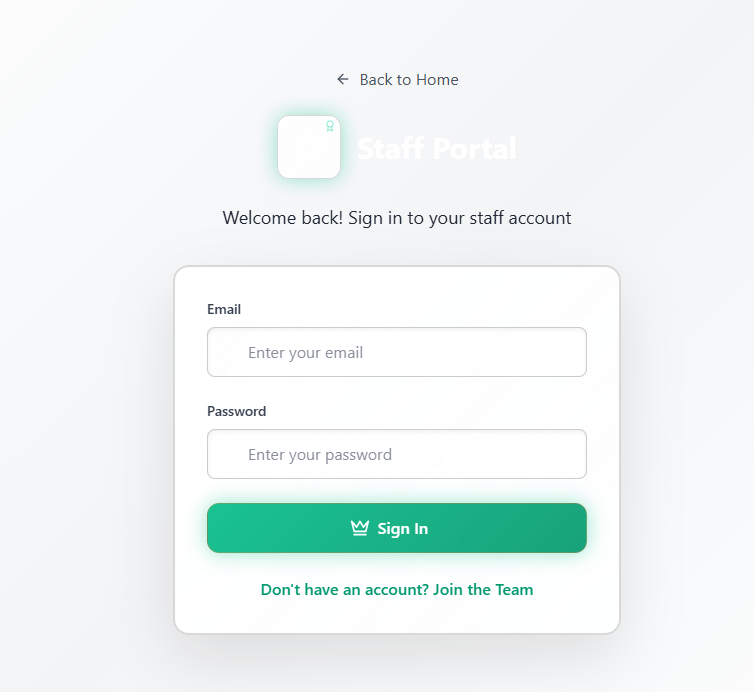 Back to Home
Staff Portal
Welcome back! Sign in to your staff account
Email
Enter your email
Password
Enter your password
Sign In
Don't have an account? Join the Team